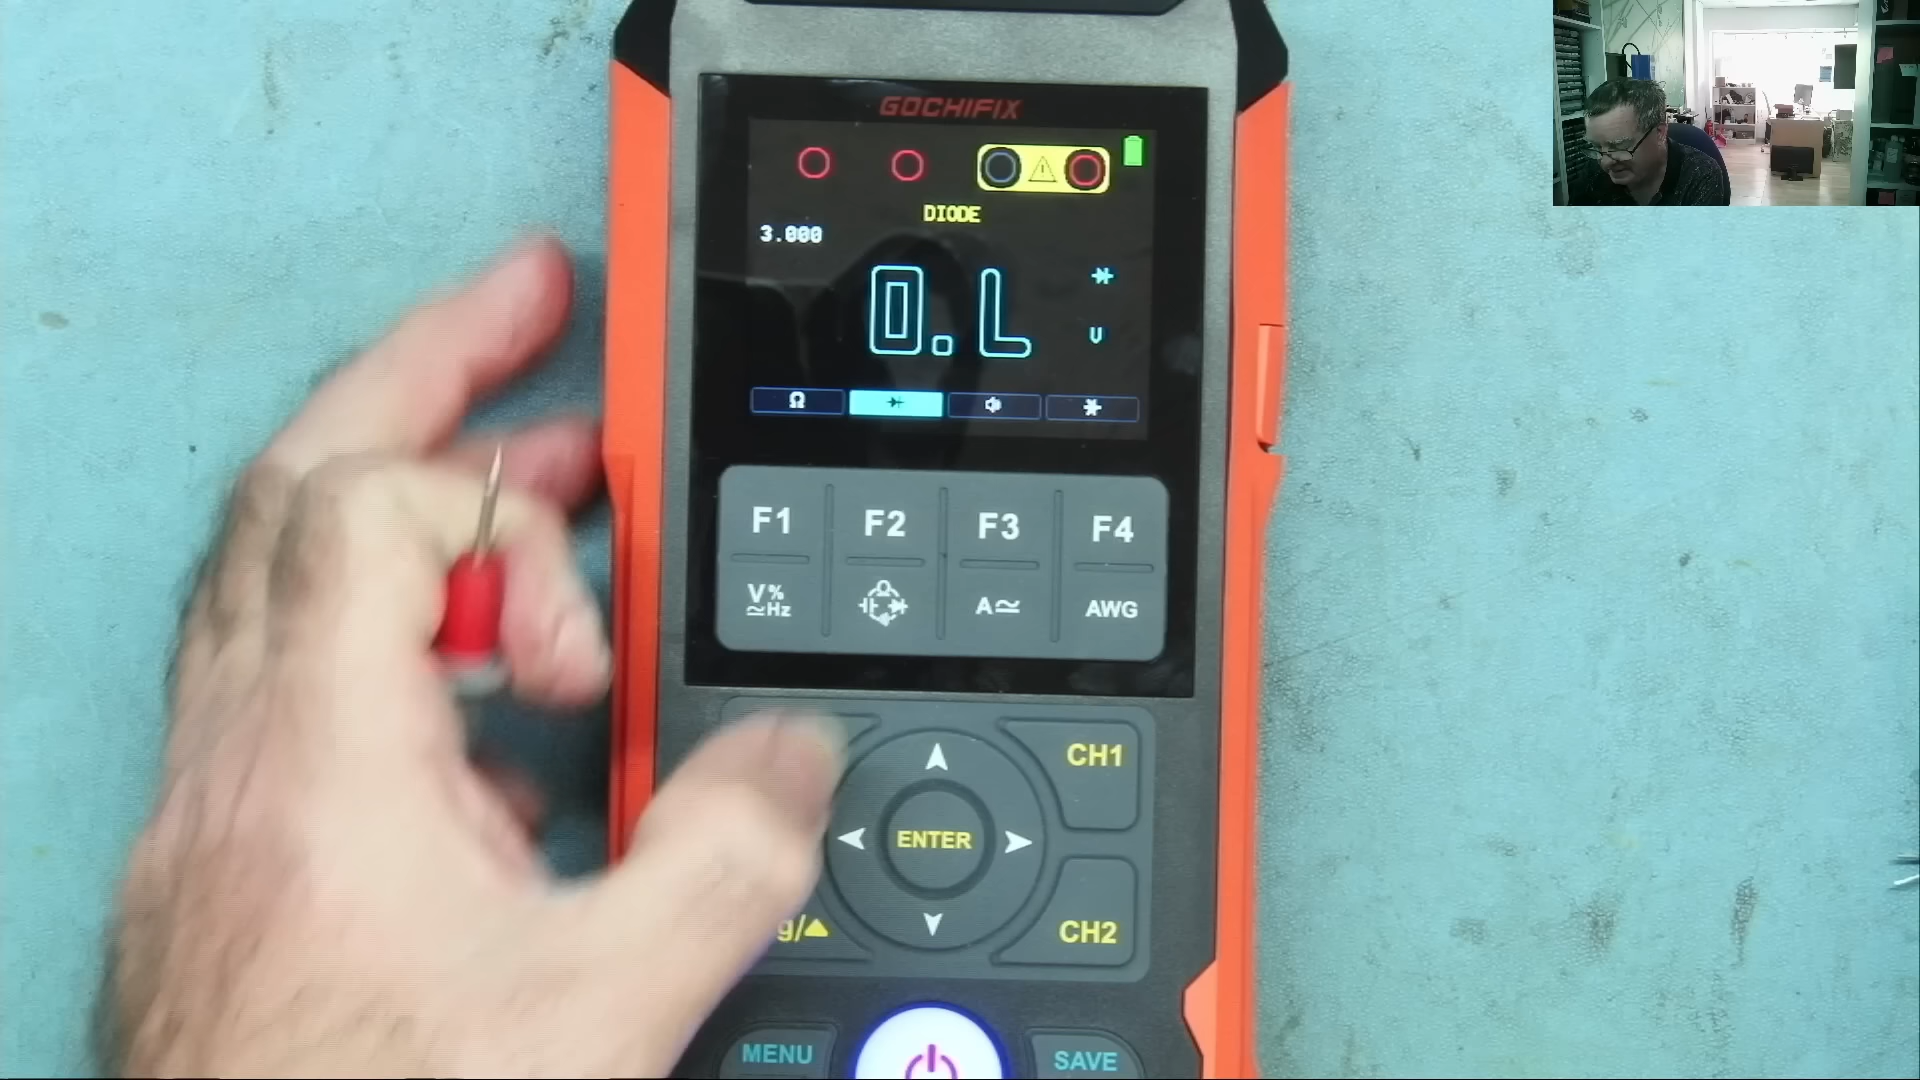 GOCHIFIX
DIODE
3.000
0.L
V
Ω
F1 F2 F3 F4
V%
≃Hz
Ω
A≃
AWG
CH1
ENTER
g/▲
CH2
MENU
SAVE